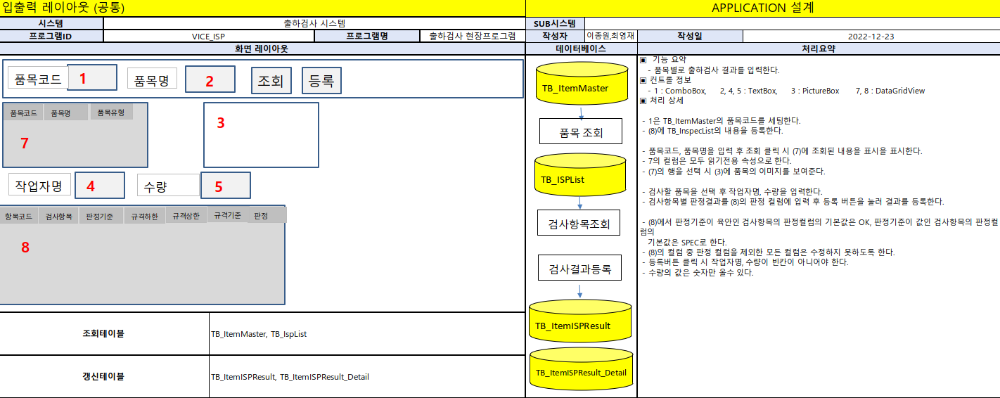 입출력 레이아웃 (공통)
APPLICATION 설계
시스템
출하검사 시스템
SUB시스템
프로그램ID
VICE_ISP
프로그램명
출하검사 현장프로그램
작성자
이종원,최영재
작성일
2022-12-23
화면 레이아웃
데이터베이스
처리요약
품목코드
1
품목명
2
조회
등록
품목코드
품목명
품목유형
7
3
작업자명
4
수량
5
항목코드
검사항목
판정기준
규격하한
규격상한
규격기준
판정
8
조회테이블
TB_ItemMaster, TB_IspList
갱신테이블
TB_ItemISPResult, TB_ItemISPResult_Detail
TB_ItemMaster
품목 조회
TB_ISPList
검사항목조회
검사결과등록
TB_ItemISPResult
TB_ItemISPResult_Detail
▣ 기능 요약
- 품목별로 출하검사 결과를 입력한다.
▣ 컨트롤 정보
- 1 : ComboBox, 2, 4, 5 : TextBox, 3 : PictureBox 7, 8 : DataGridView
▣ 처리 상세
- 1은 TB_ItemMaster의 품목코드를 세팅한다.
- (8)에 TB_InspecList의 내용을 등록한다.
- 품목코드, 품목명을 입력 후 조회 클릭 시 (7)에 조회된 내용을 표시을 표시한다.
- 7의 컬럼은 모두 읽기전용 속성으로 한다.
- (7)의 행을 선택 시 (3)에 품목의 이미지를 보여준다.
- 검사할 품목을 선택 후 작업자명, 수량을 입력한다.
- 검사항목별 판정결과를 (8)의 판정 컬럼에 입력 후 등록 버튼을 눌러 결과를 등록한다.
- (8)에서 판정기준이 육안인 검사항목의 판정컬럼의 기본값은 OK, 판정기준이 값인 검사항목의 판정컬
럼의
기본값은 SPEC로 한다.
- (8)의 컬럼 중 판정 컬럼을 제외한 모든 컬럼은 수정하지 못하도록 한다.
- 등록버튼 클릭 시 작업자명, 수량이 빈칸이 아니어야 한다.
- 수량의 값은 숫자만 올수 있다.